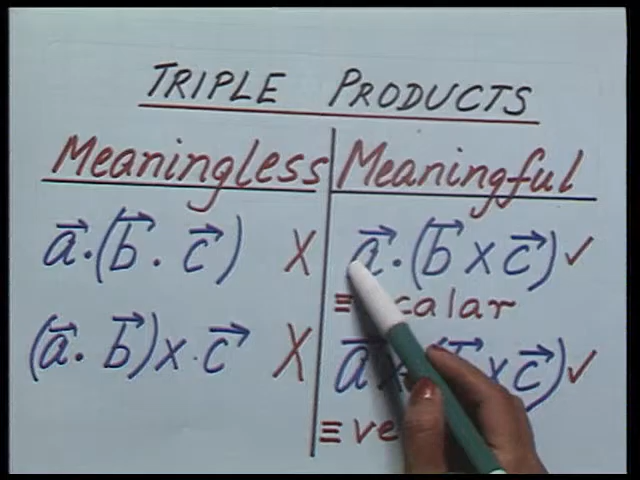 TRIPLE PRODUCTS
Meaningless
a⃗·(b⃗ · c⃗) X
(a⃗ · b⃗)x · c⃗ X
Meaningful
a⃗·(b⃗ x c⃗) ✓
≡ calar
a⃗ x c⃗) ✓
≡ ve